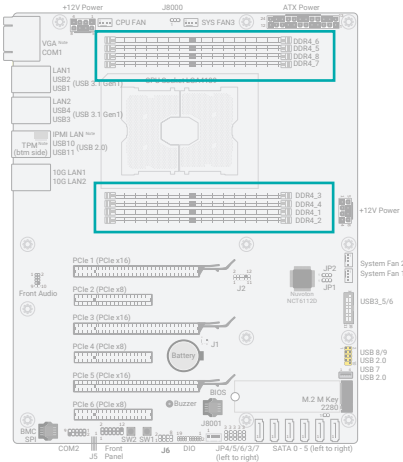 +12V Power
J8000
ATX Power
CPU FAN
SYS FAN3
VGA
COM1
DDR4_6
DDR4_5
DDR4_8
DDR4_7
LAN1
USB2
USB1
(USB 3.1 Gen1)
LAN2
USB4
USB3
(USB 3.1 Gen1)
IPMI LAN
TPM
USB10
(btm side)
USB11
(USB 2.0)
10G LAN1
10G LAN2
DDR4_3
DDR4_4
DDR4_1
DDR4_2
+12V Power
PCIe 1 (PCIe x16)
PCIe 2 (PCIe x8)
PCIe 3 (PCIe x16)
PCIe 4 (PCIe x8)
PCIe 5 (PCIe x16)
PCIe 6 (PCIe x8)
Front Audio
J2
J1
Battery
Nuvoton
NCT6112D
JP2
JP1
System Fan 2
System Fan 1
USB3_5/6
USB 8/9
USB 2.0
USB 7
USB 2.0
BIOS
M.2 M Key
2280
Buzzer
J8001
BMC
SPI
COM2
J5
Front
Panel
SW2
SW1
J6
DIO
JP4/5/6/3/7
(left to right)
SATA 0 - 5 (left to right)